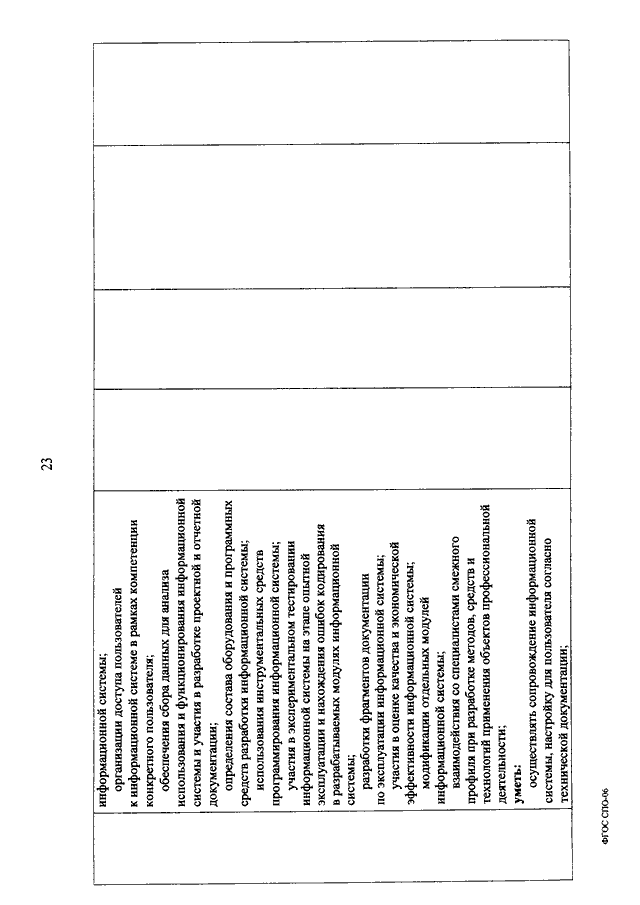 23
информационной системы;
организации доступа пользователей
к информационной системе в рамках компетенции
конкретного пользователя;
обеспечения сбора данных для анализа
использования и функционирования информационной
системы и участия в разработке проектной и отчетной
документации;
определения состава оборудования и программных
средств разработки информационной системы;
использования инструментальных средств
программирования информационной системы;
участия в экспериментальном тестировании
информационной системы на этапе опытной
эксплуатации и нахождения ошибок кодирования
в разрабатываемых модулях информационной
системы;
разработки фрагментов документации
по эксплуатации информационной системы;
участия в оценке качества и экономической
эффективности информационной системы;
модификации отдельных модулей
информационной системы;
взаимодействия со специалистами смежного
профиля при разработке методов, средств и
технологий применения объектов профессиональной
деятельности;
уметь:
осуществлять сопровождение информационной
системы, настройку для пользователя согласно
технической документации;
ФГОС СПО-06